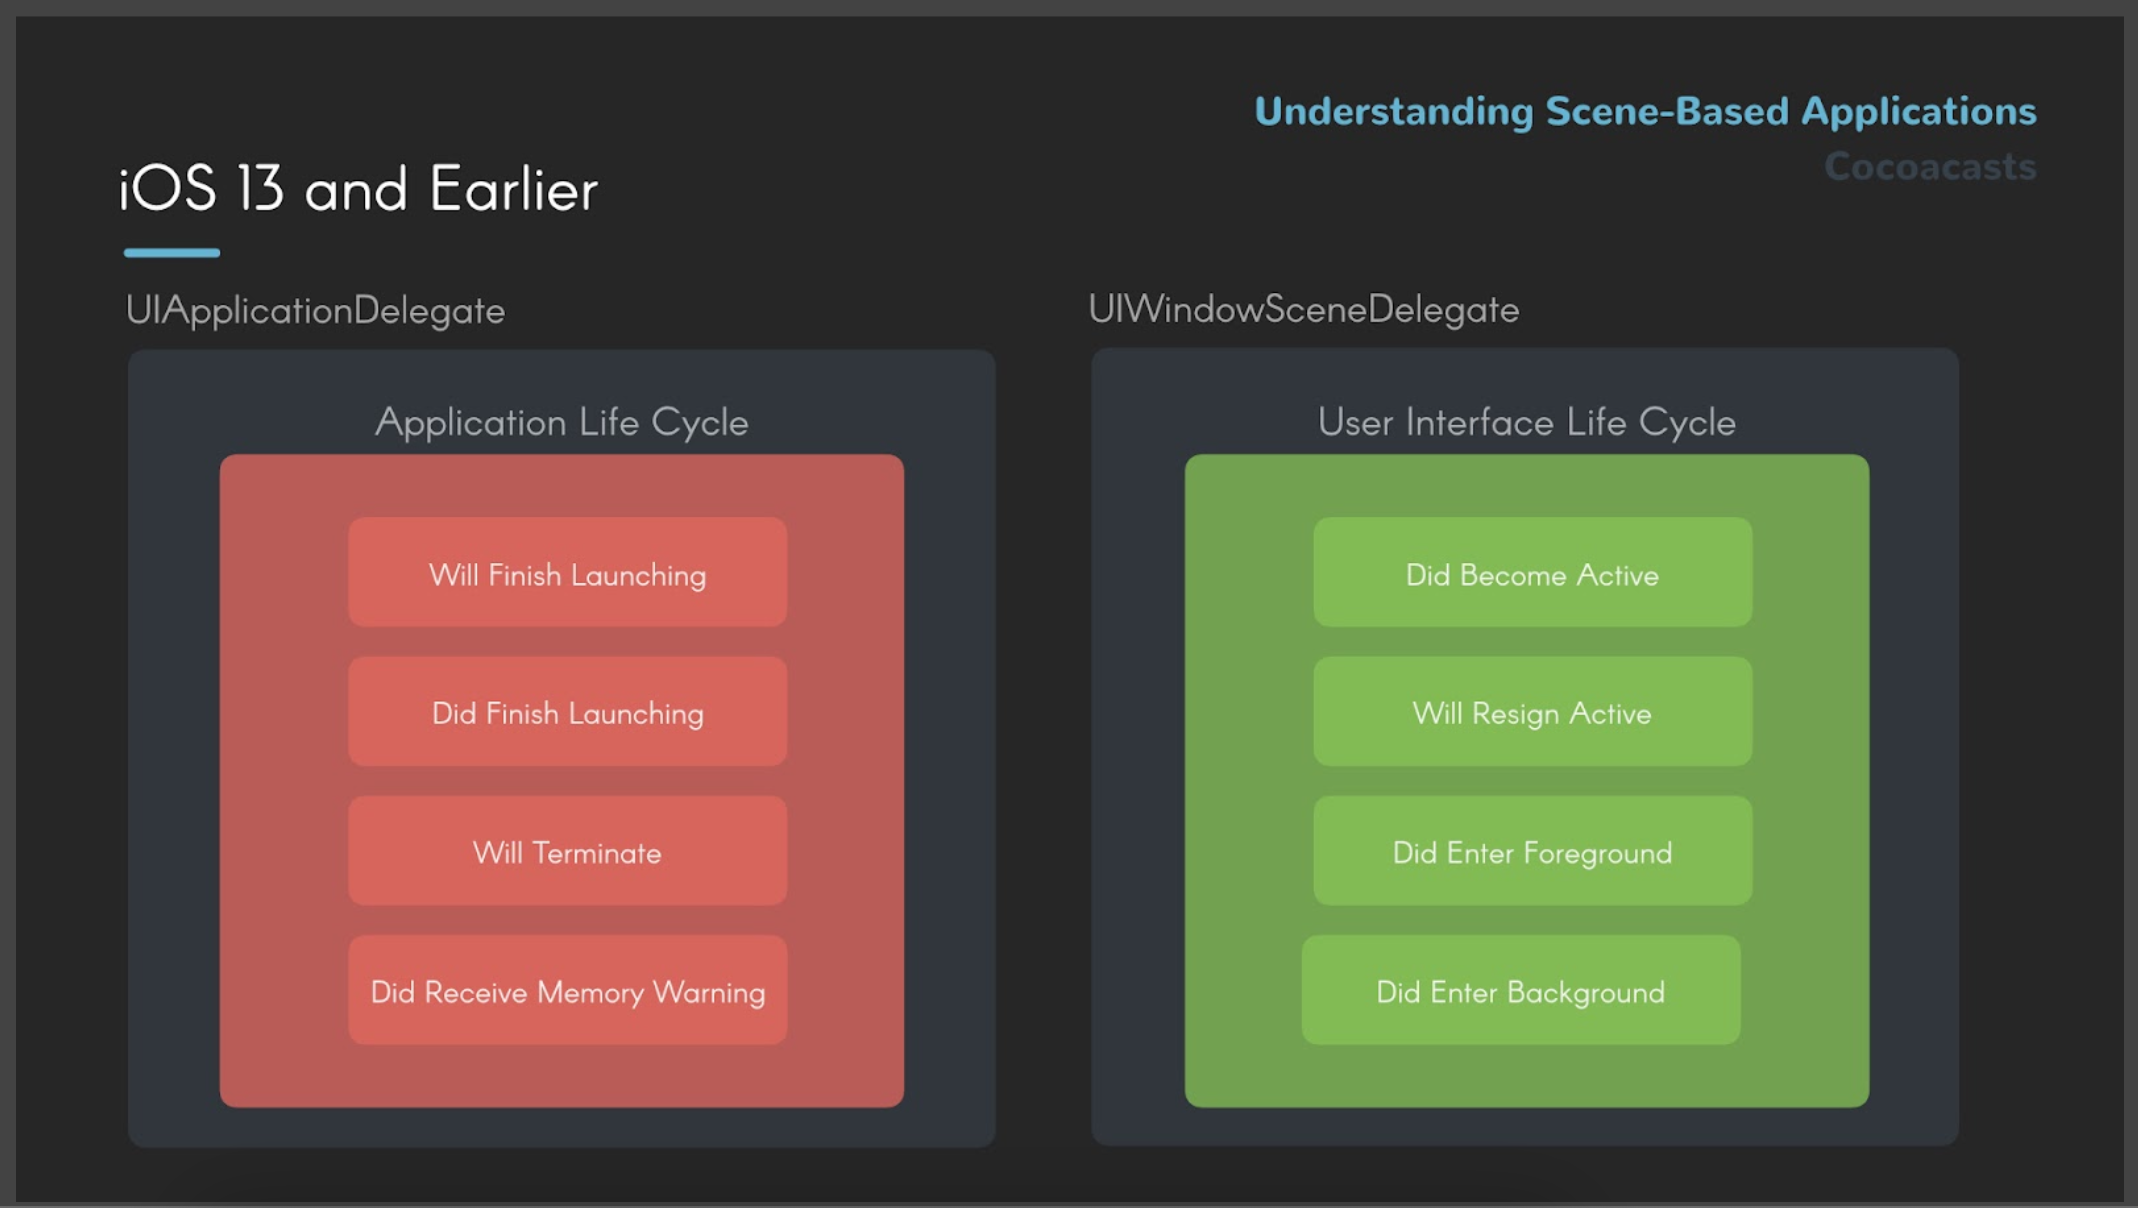 Understanding Scene-Based Applications
Cocoacasts
iOS 13 and Earlier
UIApplicationDelegate
Application Life Cycle
Will Finish Launching
Did Finish Launching
Will Terminate
Did Receive Memory Warning
UIWindowSceneDelegate
User Interface Life Cycle
Did Become Active
Will Resign Active
Did Enter Foreground
Did Enter Background